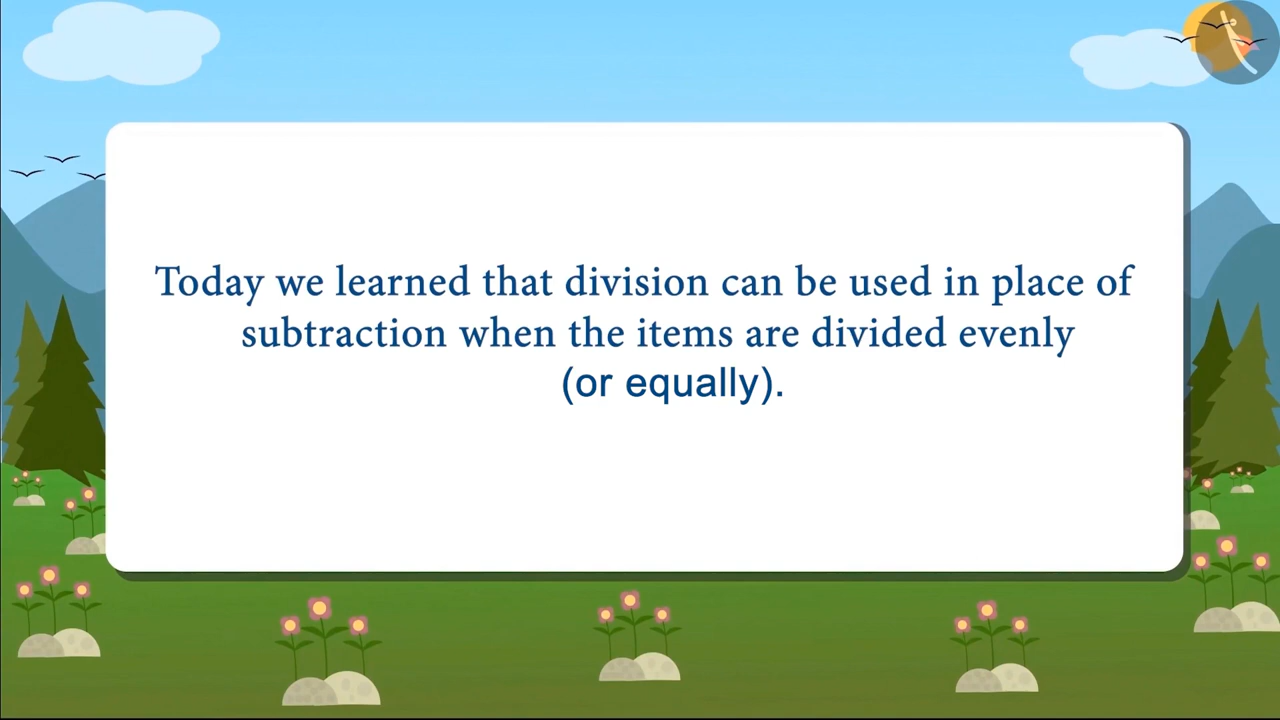 Today we learned that division can be used in place of
subtraction when the items are divided evenly
(or equally).